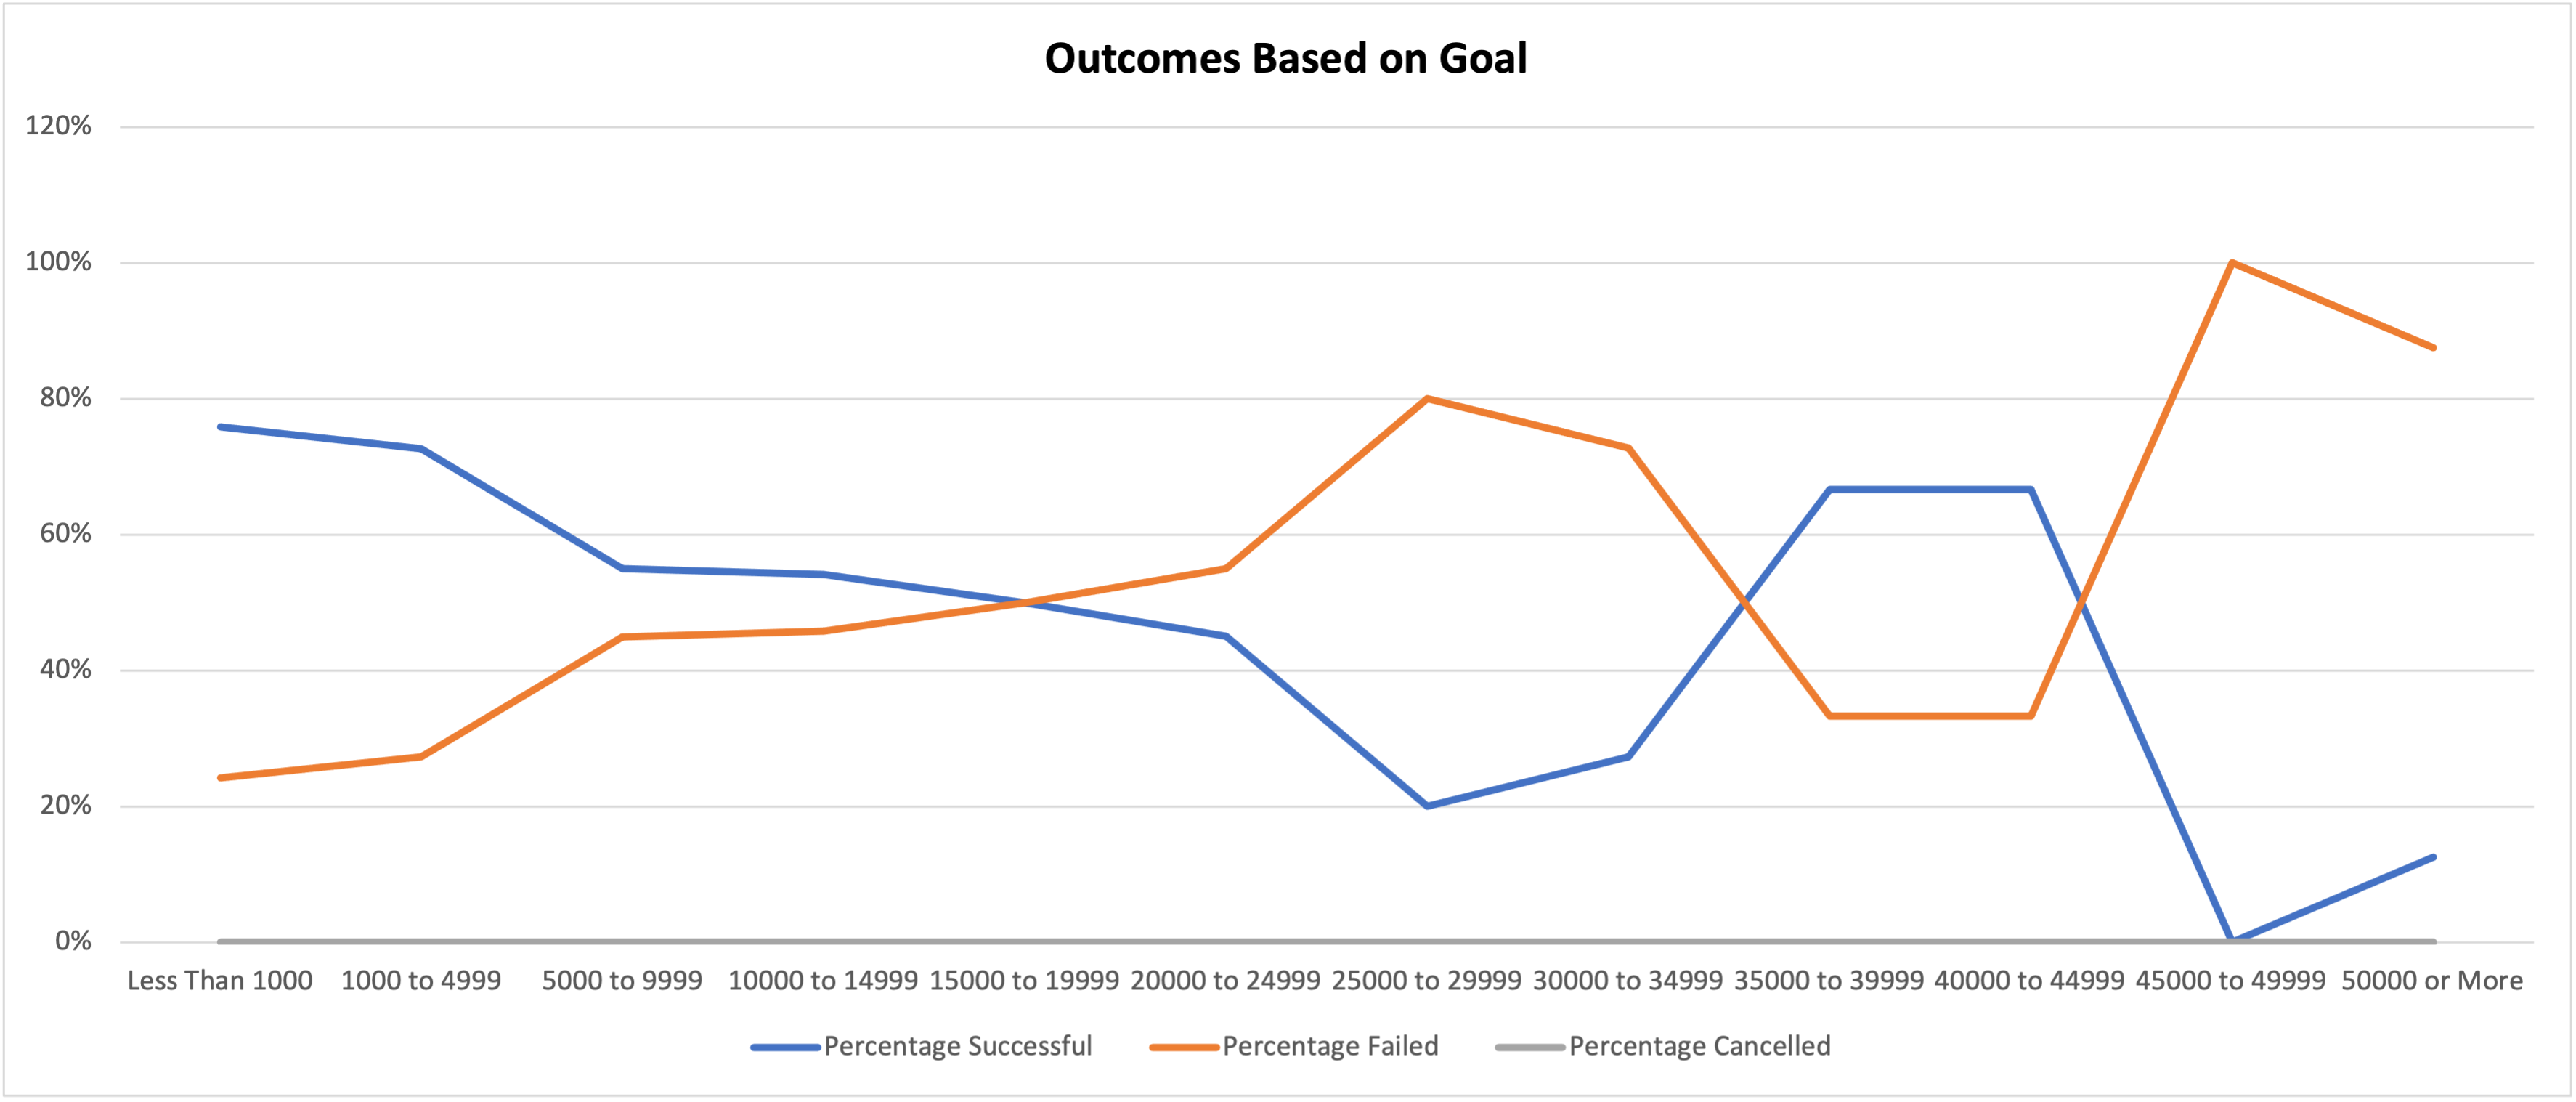 Outcomes Based on Goal
120%
100%
80%
60%
40%
20%
0%
Less Than 1000 1000 to 4999 5000 to 9999 10000 to 14999 15000 to 19999 20000 to 24999 25000 to 29999 30000 to 34999 35000 to 39999 40000 to 44999 45000 to 49999 50000 or More
Percentage Successful Percentage Failed Percentage Cancelled